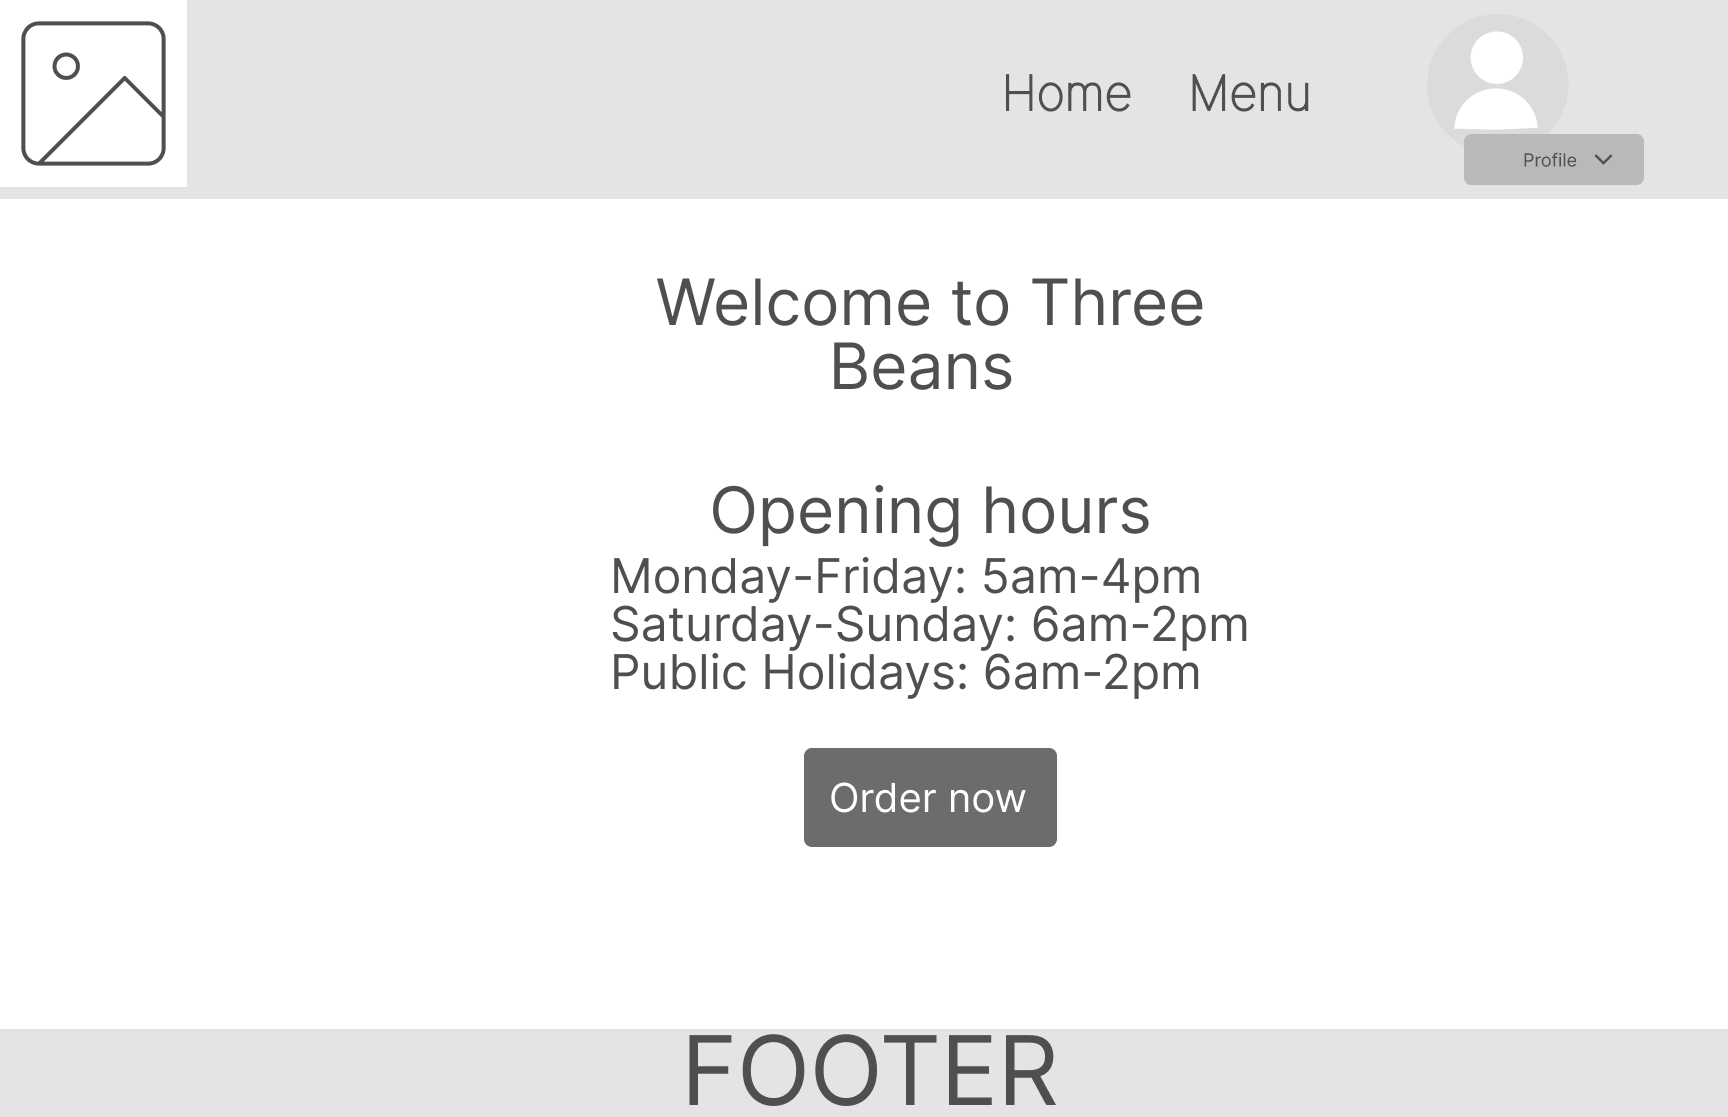 Home Menu
Profile
Welcome to Three
Beans
Opening hours
Monday-Friday: 5am-4pm
Saturday-Sunday: 6am-2pm
Public Holidays: 6am-2pm
Order now
FOOTER